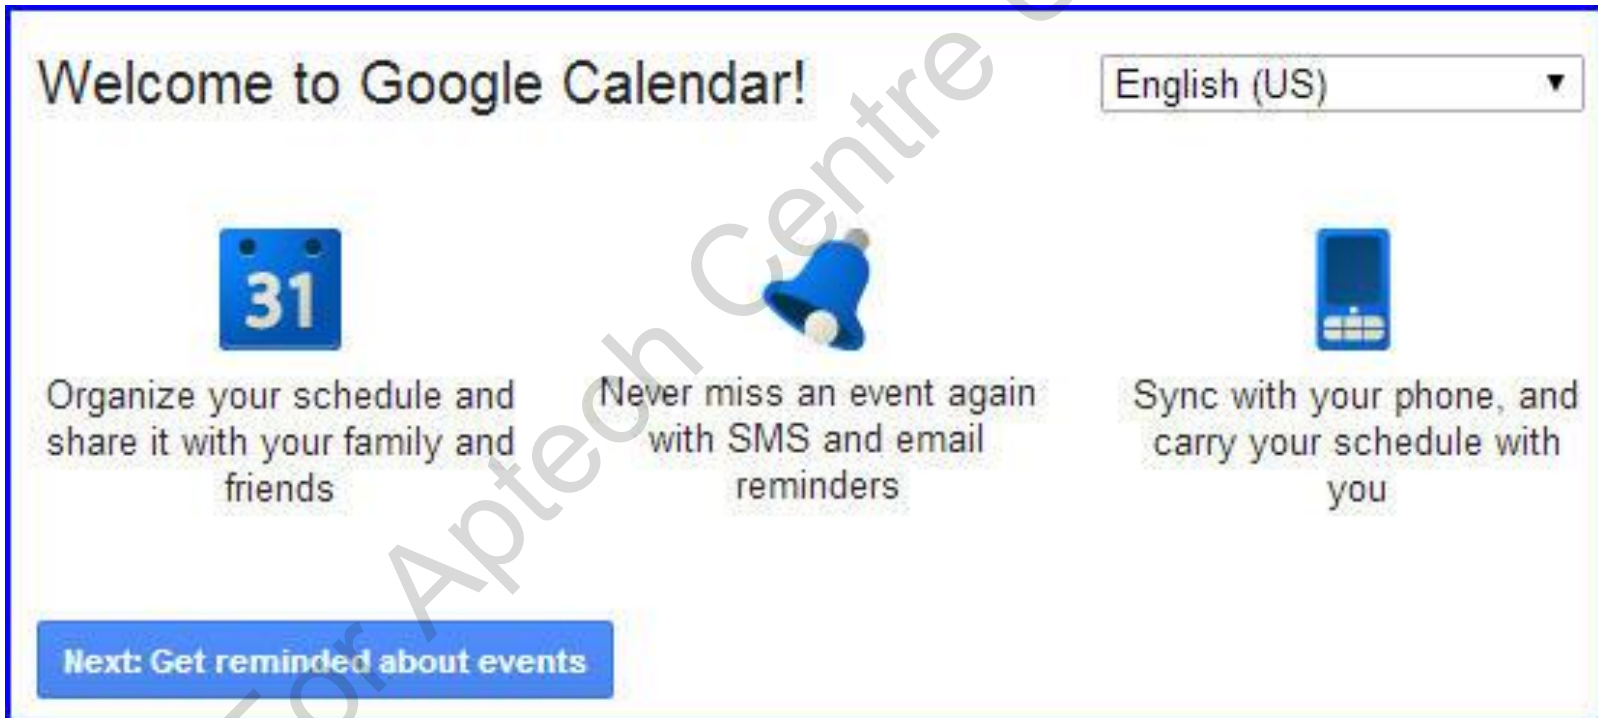 Welcome to Google Calendar!
English (US)
31
Organize your schedule and
share it with your family and
friends
Never miss an event again
with SMS and email
reminders
Sync with your phone, and
carry your schedule with
you
Next: Get reminded about events
For Aptech Centre